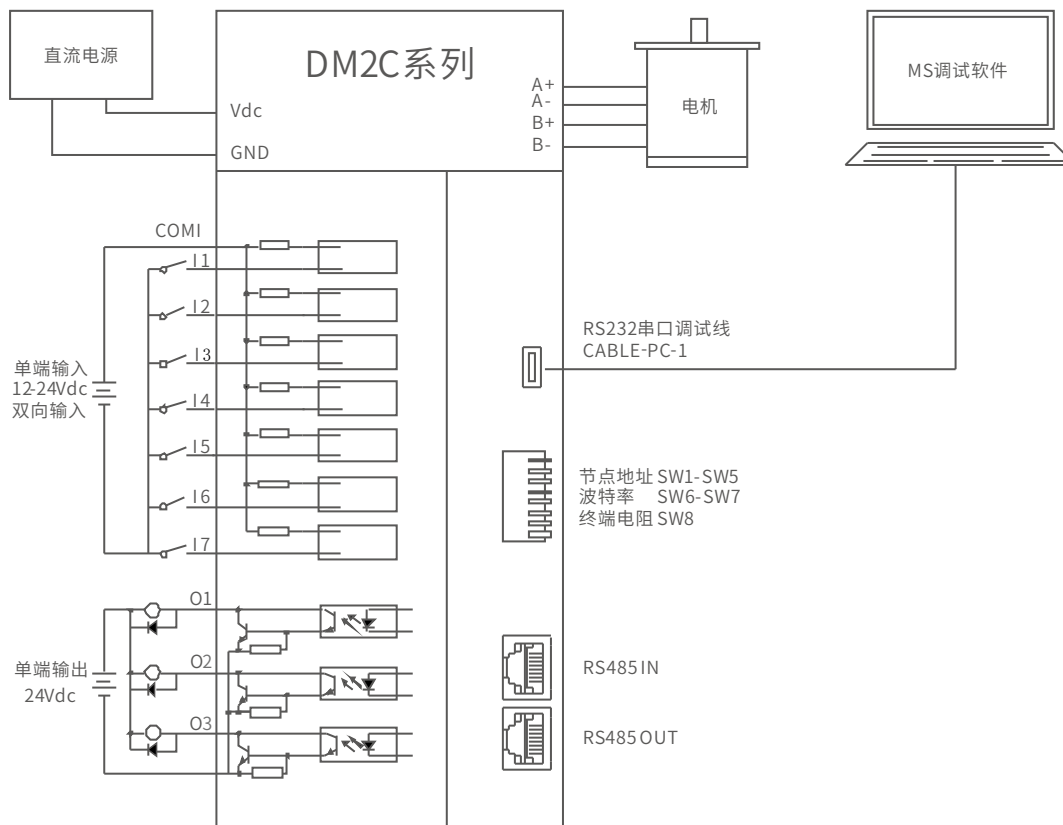 直流电源
DM2C系列
Vdc
GND
A+
A-
B+
B-
电机
MS调试软件
COMI
I1
I2
I3
I4
I5
I6
I7
单端输入
12-24Vdc
双向输入
RS232串口调试线
CABLE-PC-1
节点地址 SW1-SW5
波特率 SW6-SW7
终端电阻 SW8
O1
O2
O3
单端输出
24Vdc
RS485 IN
RS485 OUT